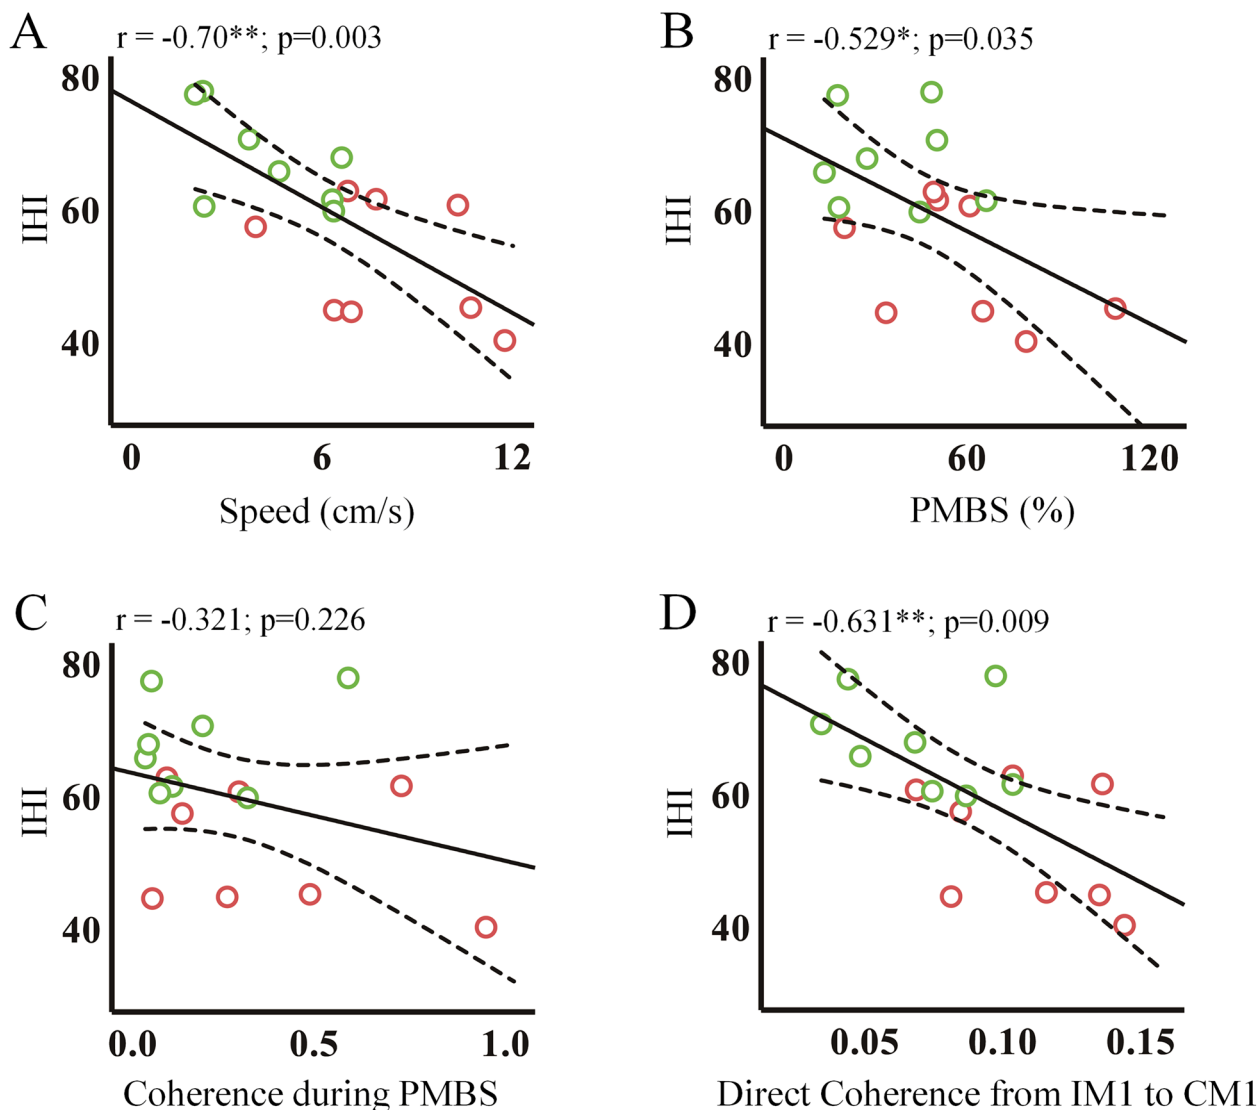 A
r = -0.70**; p=0.003
80
60
40
IHI
0 6 12
Speed (cm/s)
B
r = -0.529*; p=0.035
80
60
40
IHI
0 60 120
PMBS (%)
C
r = -0.321; p=0.226
80
60
40
IHI
0.0 0.5 1.0
Coherence during PMBS
D
r = -0.631**; p=0.009
80
60
40
IHI
0.05 0.10 0.15
Direct Coherence from IM1 to CM1